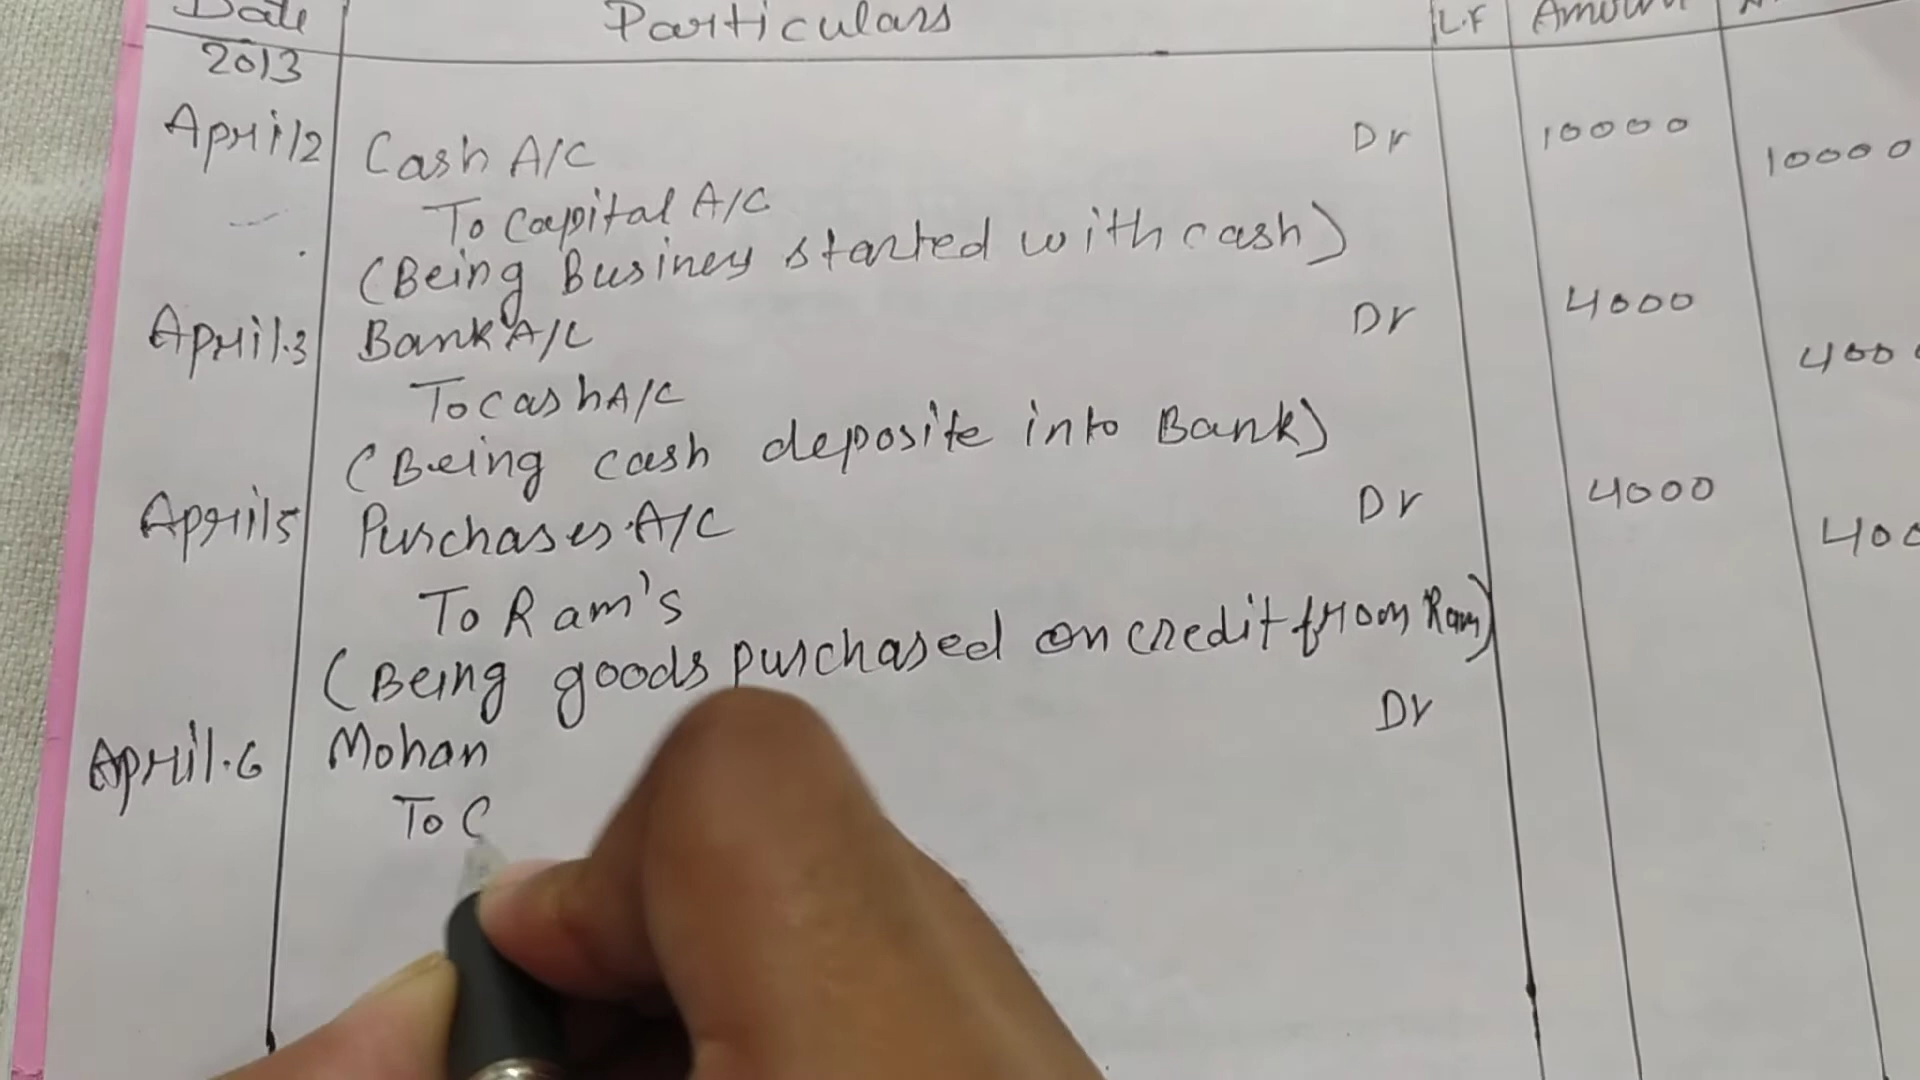 Date Particulars L.F Amount
2013
April 2 Cash A/C Dr 10000
To Capital A/C 10000
(Being Business started with cash)
April.3 Bank A/C Dr 4000
To cash A/C 400
(Being cash deposite into Bank)
April 5 Purchases A/C Dr 4000
To Ram's 400
(Being goods purchased on credit from Ram)
April.6 Mohan Dr
To C